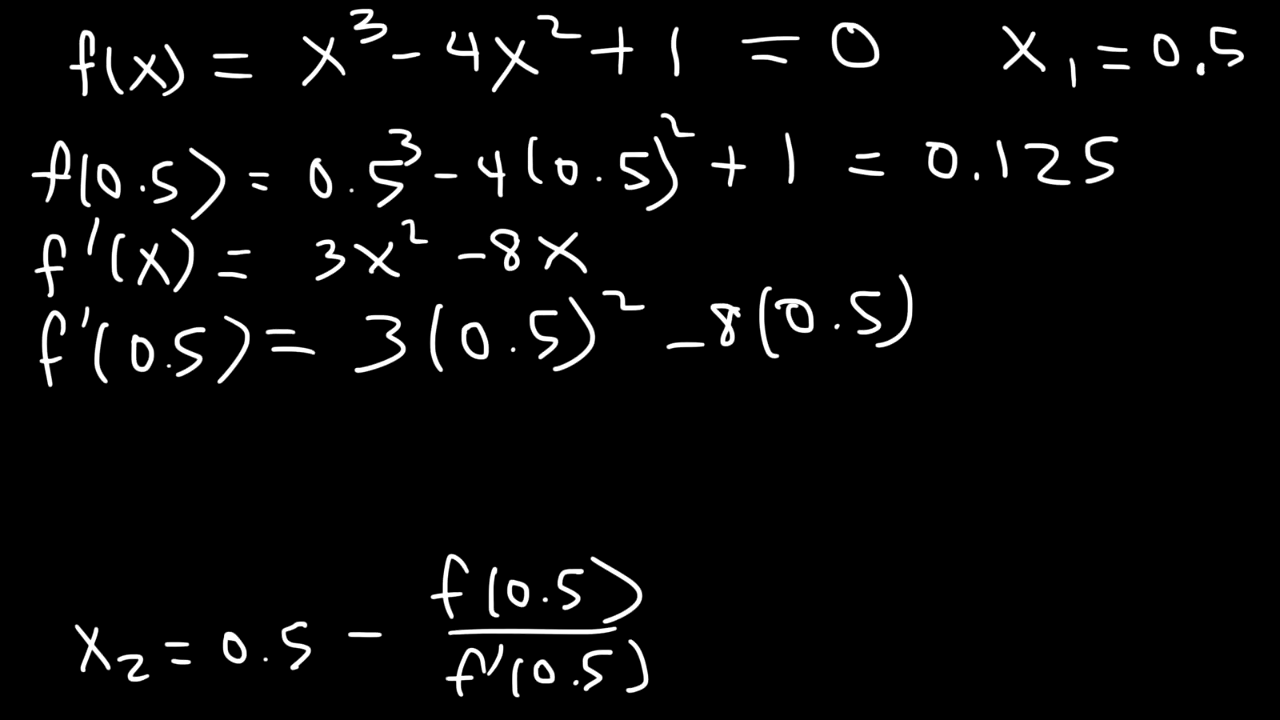 f(x) = x³ - 4x² + 1 = 0 x₁ = 0.5
f(0.5) = 0.5³ - 4(0.5)² + 1 = 0.125
f'(x) = 3x² - 8x
f'(0.5) = 3(0.5)² - 8(0.5)
x₂ = 0.5 - f(0.5) / f'(0.5)